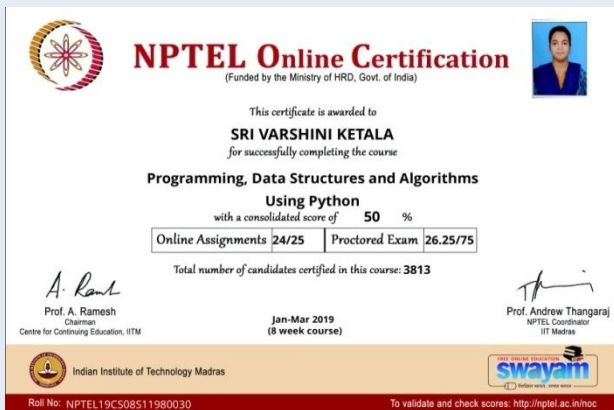 NPTEL Online Certification
(Funded by the Ministry of HRD, Govt. of India)
This certificate is awarded to
SRI VARSHINI KETALA
for successfully completing the course
Programming, Data Structures and Algorithms
Using Python
with a consolidated score of 50 %
Online Assignments 24/25 Proctored Exam 26.25/75
Total number of candidates certified in this course: 3813
A. Ramesh
Prof. A. Ramesh
Chairman
Centre for Continuing Education, IITM
Jan-Mar 2019
(8 week course)
Prof. Andrew Thangaraj
NPTEL Coordinator
IIT Madras
Indian Institute of Technology Madras
FREE ONLINE EDUCATION
swayam
Roll No: NPTEL19CS08S11980030
To validate and check scores: http://nptel.ac.in/noc